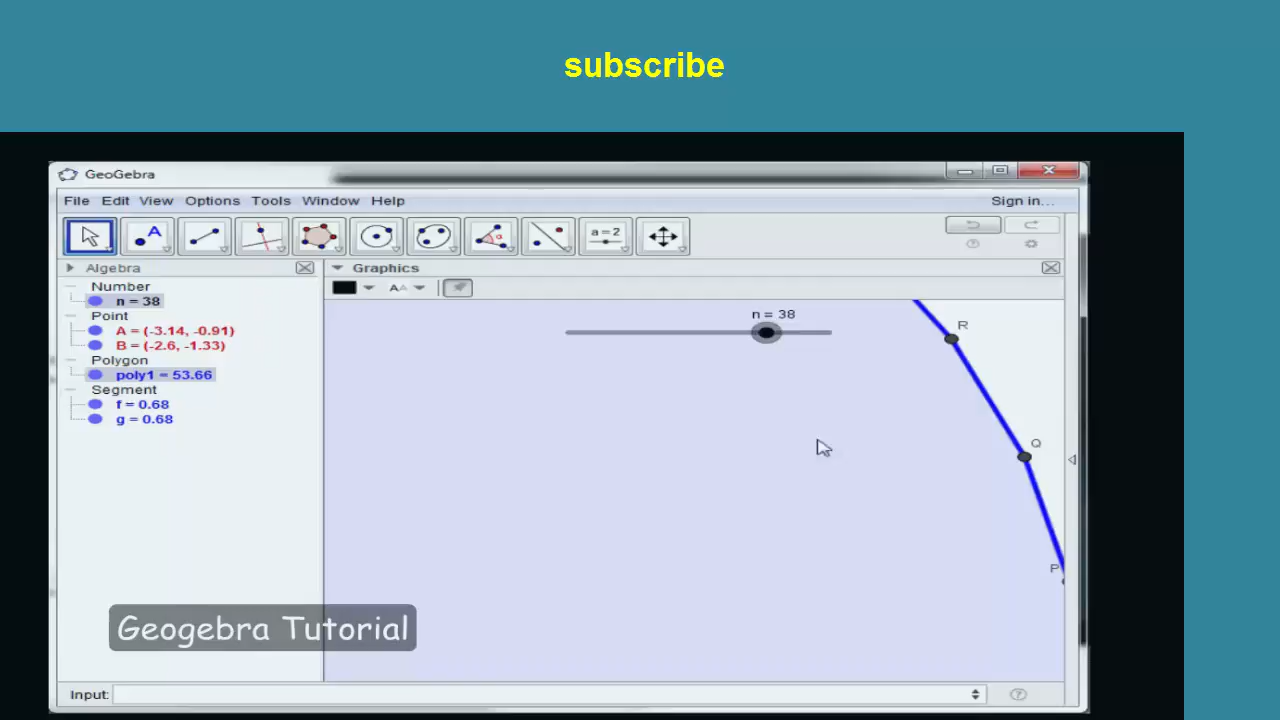 subscribe
GeoGebra
File Edit View Options Tools Window Help Sign in...
A a = 2
Algebra
Graphics
AA
Number
n = 38
Point
A = (-3.14, -0.91)
B = (-2.6, -1.33)
Polygon
poly1 = 53.66
Segment
f = 0.68
g = 0.68
n = 38
R
Q
P
Geogebra Tutorial
Input: